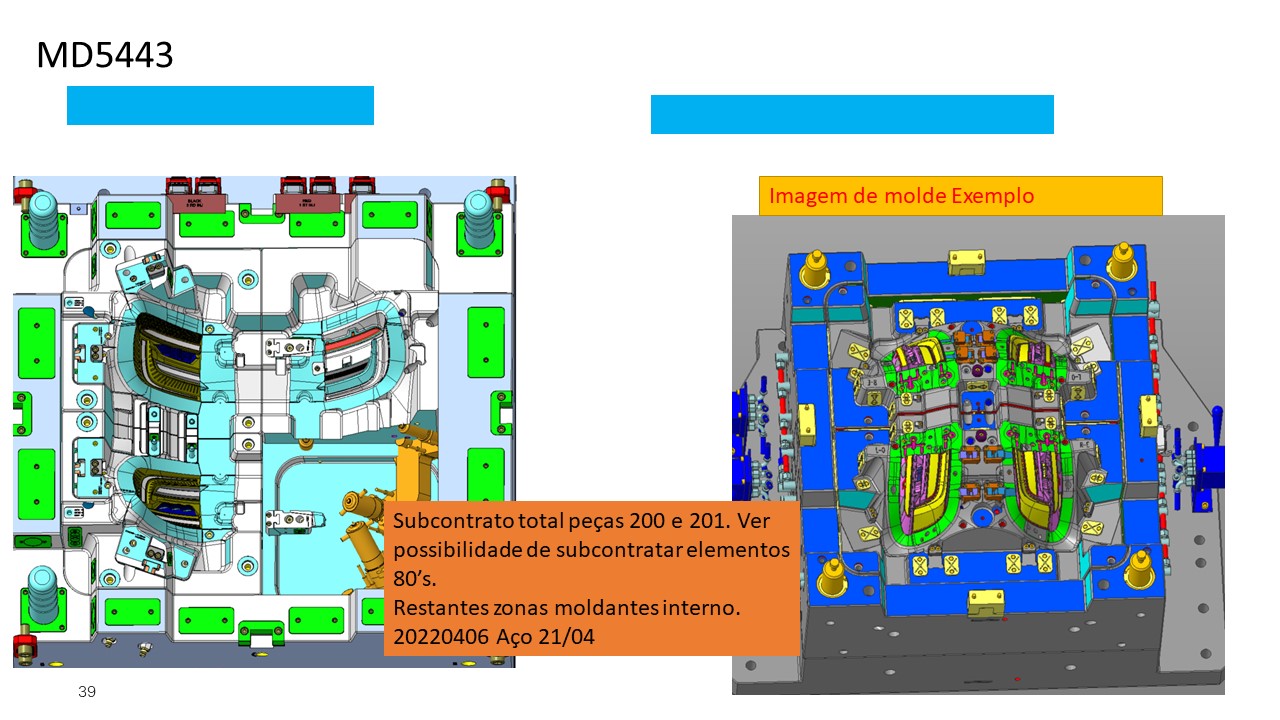 MD5443
Imagem de molde Exemplo
Subcontrato total peças 200 e 201. Ver
possibilidade de subcontratar elementos
80’s.
Restantes zonas moldantes interno.
20220406 Aço 21/04
39